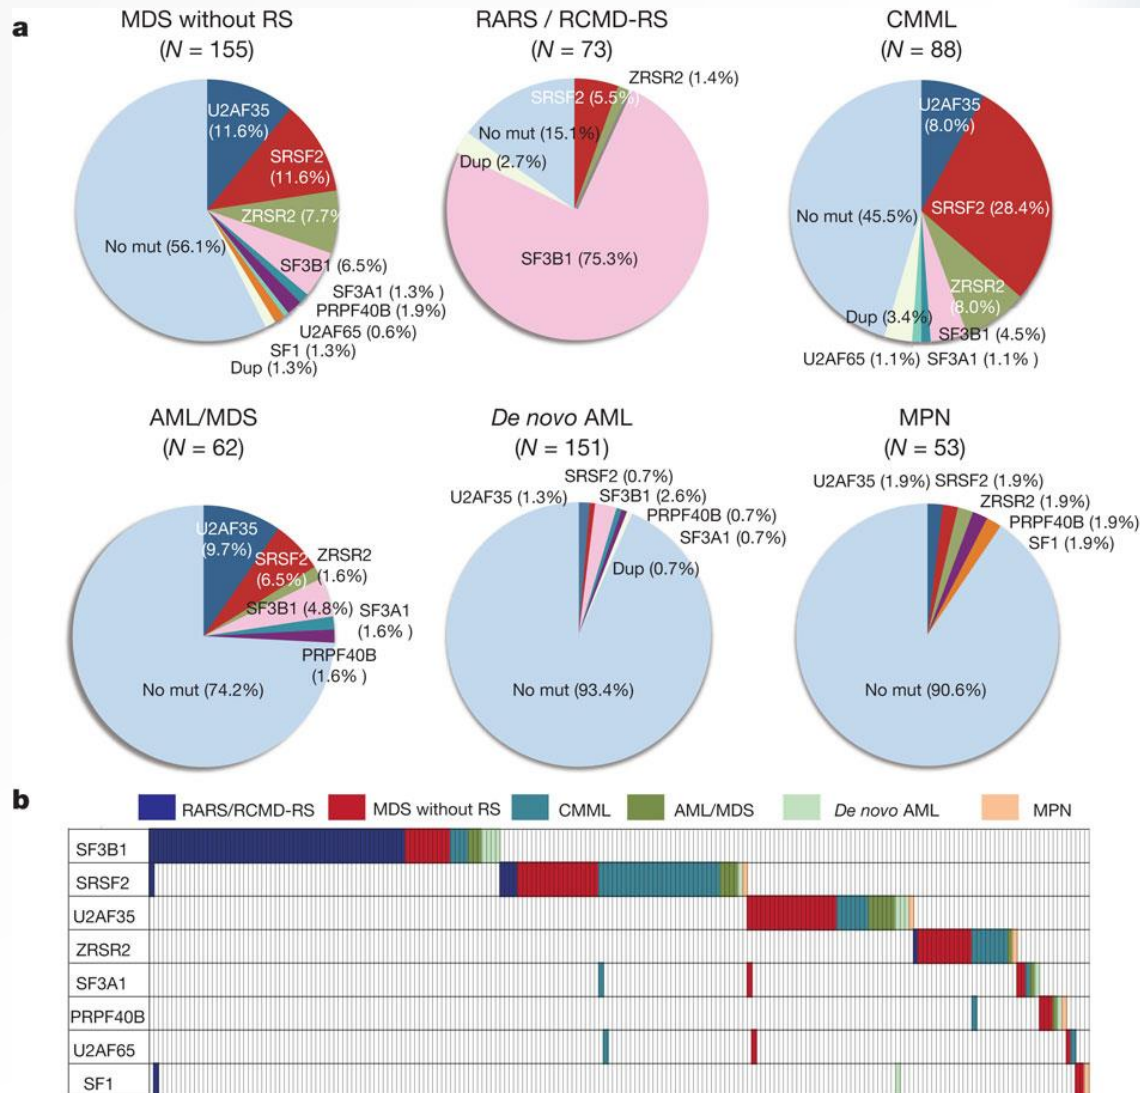 a
MDS without RS
(N = 155)
U2AF35
(11.6%)
SRSF2
(11.6%)
ZRSR2 (7.7%
No mut (56.1%)
SF3B1 (6.5%)
SF3A1 (1.3% )
PRPF40B (1.9%)
U2AF65 (0.6%)
SF1 (1.3%)
Dup (1.3%)
RARS / RCMD-RS
(N = 73)
ZRSR2 (1.4%)
SRSF2 (5.5%)
No mut (15.1%)
Dup (2.7%)
SF3B1 (75.3%)
CMML
(N = 88)
U2AF35
(8.0%)
No mut (45.5%)
SRSF2 (28.4%)
ZRSR2
(8.0%)
Dup (3.4%)
SF3B1 (4.5%)
U2AF65 (1.1%)
SF3A1 (1.1% )
AML/MDS
(N = 62)
U2AF35
(9.7%)
SRSF2
(6.5%)
ZRSR2
(1.6%)
SF3B1 (4.8%)
SF3A1
(1.6% )
PRPF40B
(1.6% )
No mut (74.2%)
De novo AML
(N = 151)
SRSF2 (0.7%)
U2AF35 (1.3%)
SF3B1 (2.6%)
PRPF40B (0.7%)
SF3A1 (0.7%)
Dup (0.7%)
No mut (93.4%)
MPN
(N = 53)
U2AF35 (1.9%)
SRSF2 (1.9%)
ZRSR2 (1.9%)
PRPF40B (1.9%)
SF1 (1.9%)
No mut (90.6%)
b
RARS/RCMD-RS
MDS without RS
CMML
AML/MDS
De novo AML
MPN
SF3B1
SRSF2
U2AF35
ZRSR2
SF3A1
PRPF40B
U2AF65
SF1